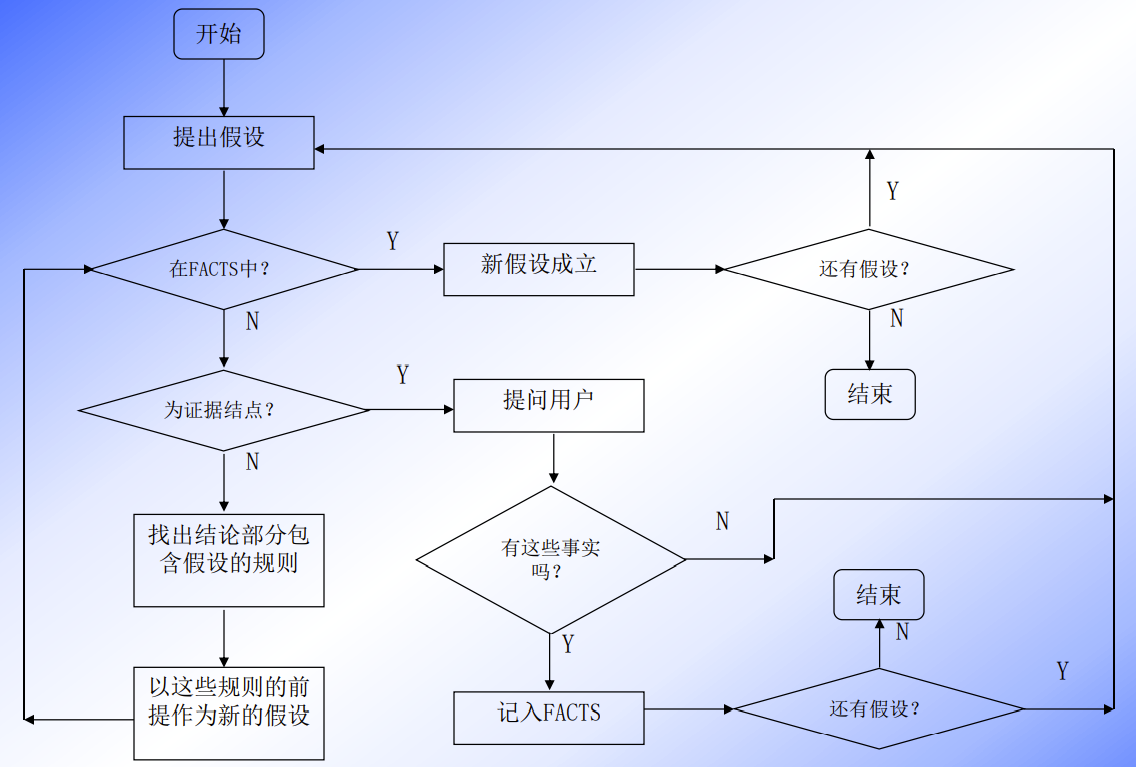 开始
提出假设
Y
Y
在FACTS中?
新假设成立
还有假设?
N
N
Y
为证据结点?
提问用户
结束
N
找出结论部分包
含假设的规则
N
有这些事实
吗?
结束
N
Y
Y
以这些规则的前
提作为新的假设
记入FACTS
还有假设?